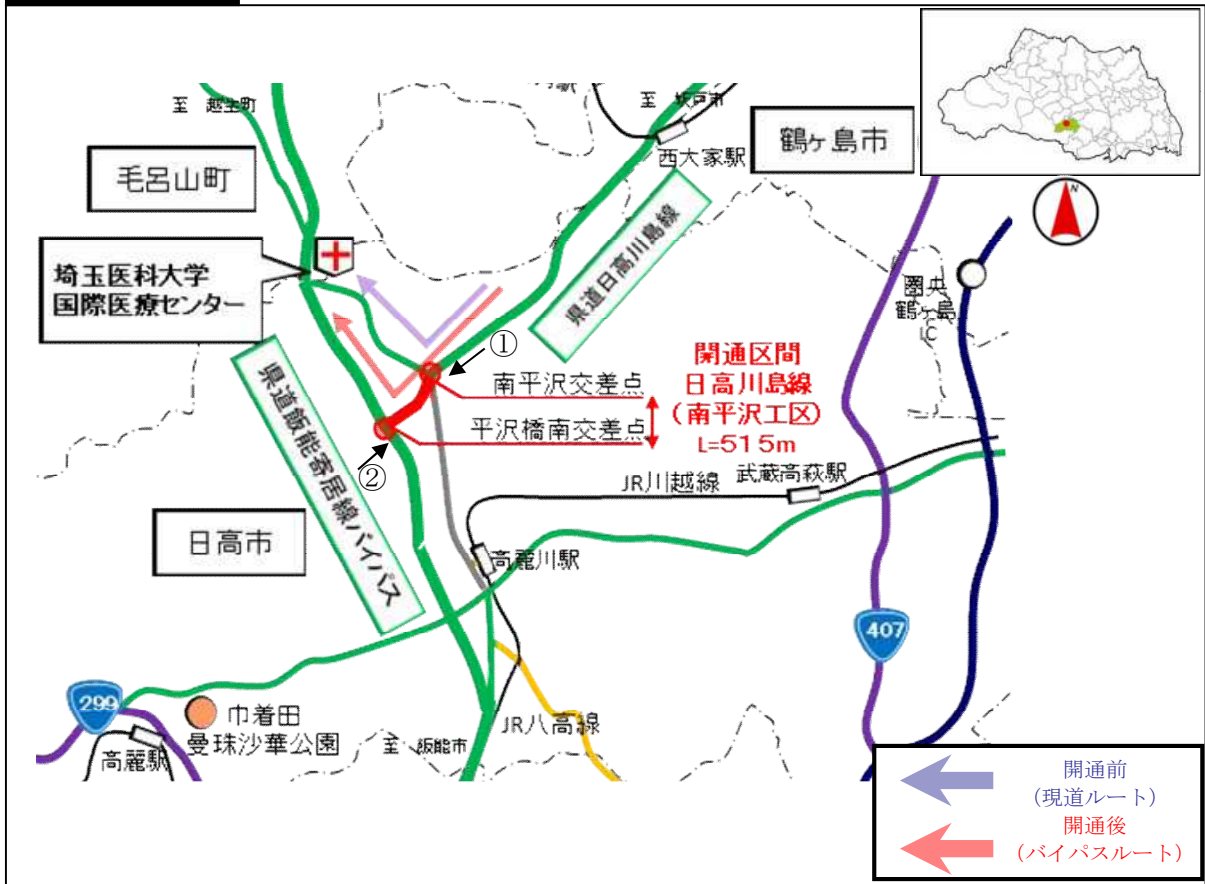 至 越生町
至 坂戸市
西大家駅
鶴ヶ島市
N
毛呂山町
埼玉医科大学
国際医療センター
県道日高川島線
圏央
鶴ヶ島
IC
①
南平沢交差点
平沢橋南交差点
②
開通区間
日高川島線
(南平沢工区)
L=515m
県道飯能寄居線バイパス
JR川越線
武蔵高萩駅
日高市
高麗川駅
407
299
巾着田
曼珠沙華公園
高麗駅
至 飯能市
JR八高線
開通前
(現道ルート)
開通後
(バイパスルート)